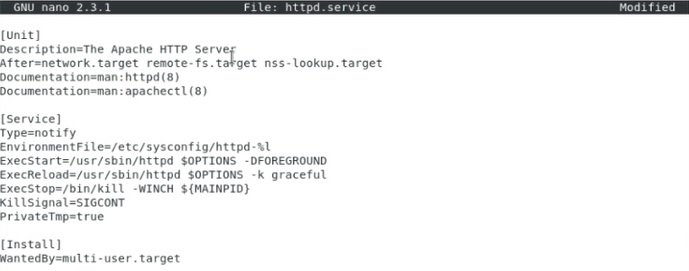 GNU nano 2.3.1 File: httpd.service Modified
[Unit]
Description=The Apache HTTP Server
After=network.target remote-fs.target nss-lookup.target
Documentation=man:httpd(8)
Documentation=man:apachectl(8)
[Service]
Type=notify
EnvironmentFile=/etc/sysconfig/httpd-%l
ExecStart=/usr/sbin/httpd $OPTIONS -DFOREGROUND
ExecReload=/usr/sbin/httpd $OPTIONS -k graceful
ExecStop=/bin/kill -WINCH ${MAINPID}
KillSignal=SIGCONT
PrivateTmp=true
[Install]
WantedBy=multi-user.target